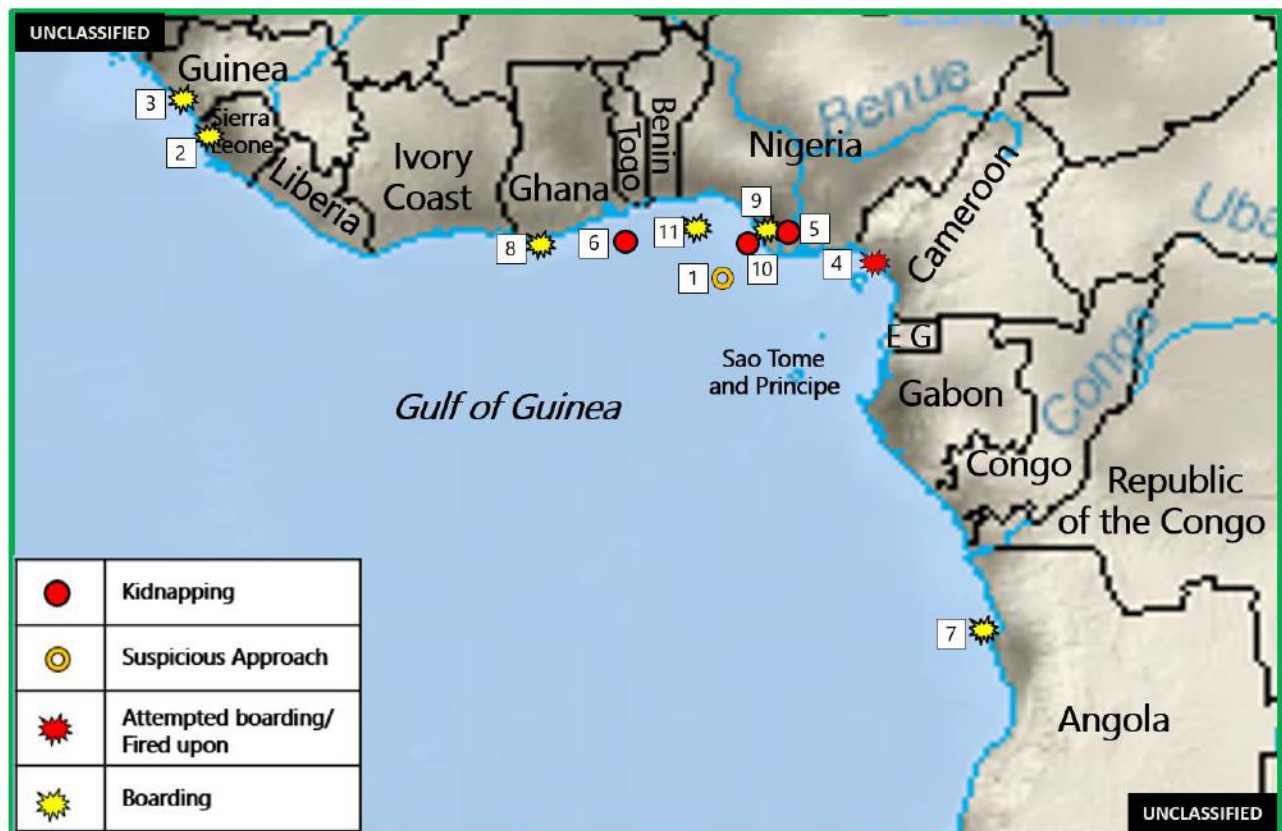 UNCLASSIFIED
Guinea
Benue
3
Sierra
Leone
2
Liberia
Ivory
Coast
Ghana
Togo
Benin
Nigeria
Cameroon
8
6
11
9
5
10
1
4
E G
Sao Tome
and Principe
Gulf of Guinea
Gabon
Congo
Congo
Republic
of the Congo
7
Angola
Kidnapping
Suspicious Approach
Attempted boarding/
Fired upon
Boarding
UNCLASSIFIED